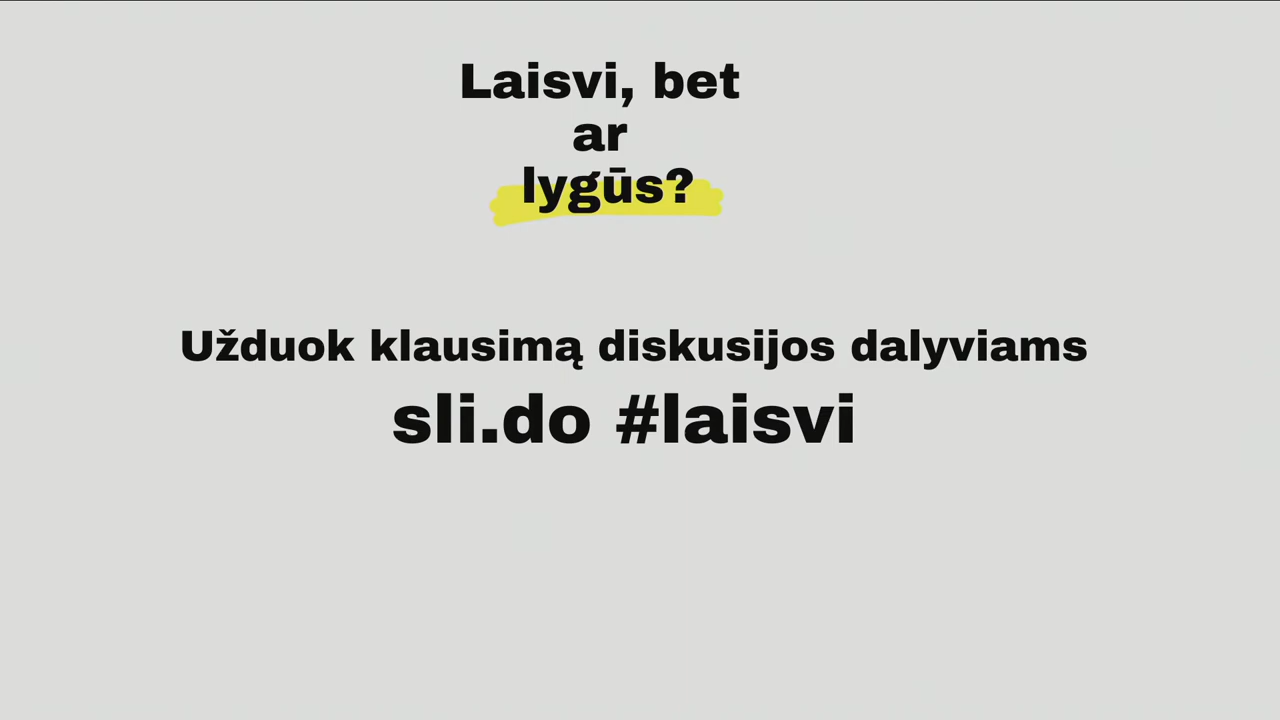 Laisvi, bet
ar
lygūs?
Užduok klausimą diskusijos dalyviams
sli.do #laisvi